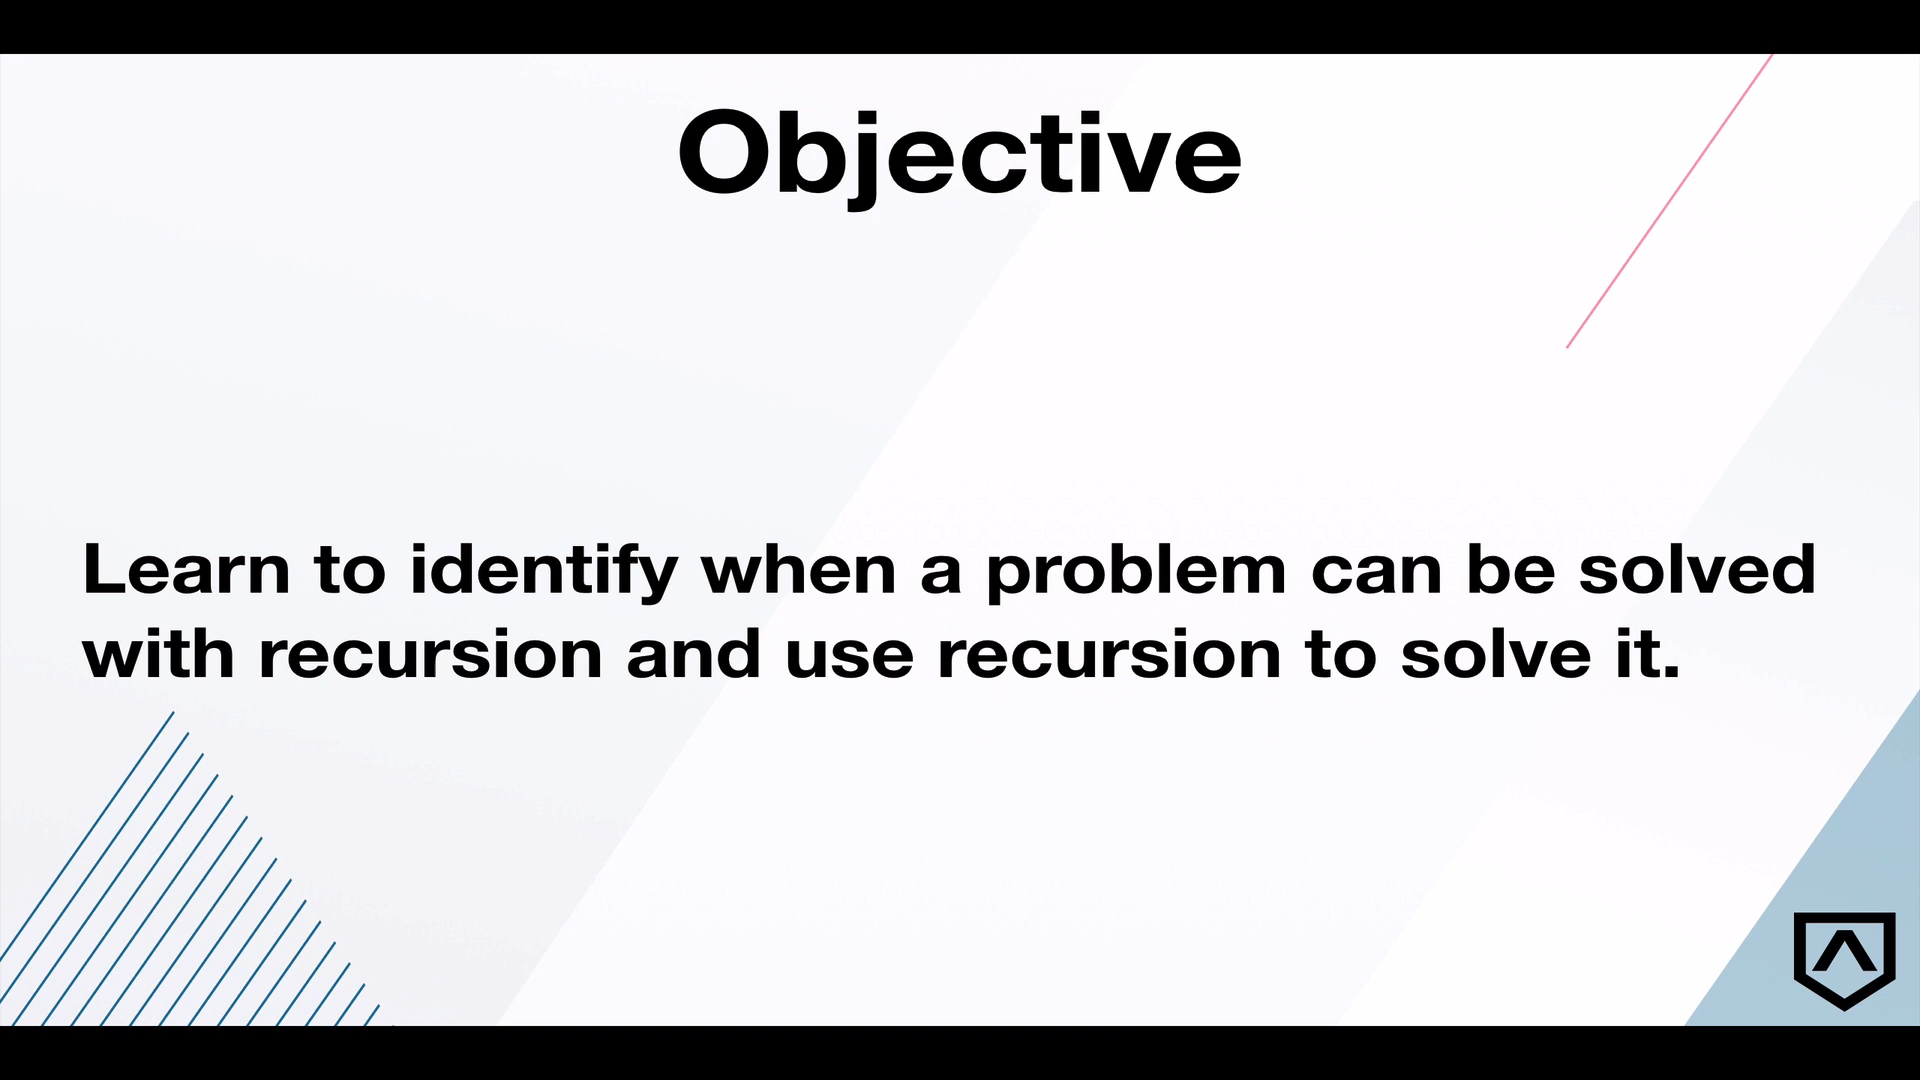 Objective
Learn to identify when a problem can be solved
with recursion and use recursion to solve it.